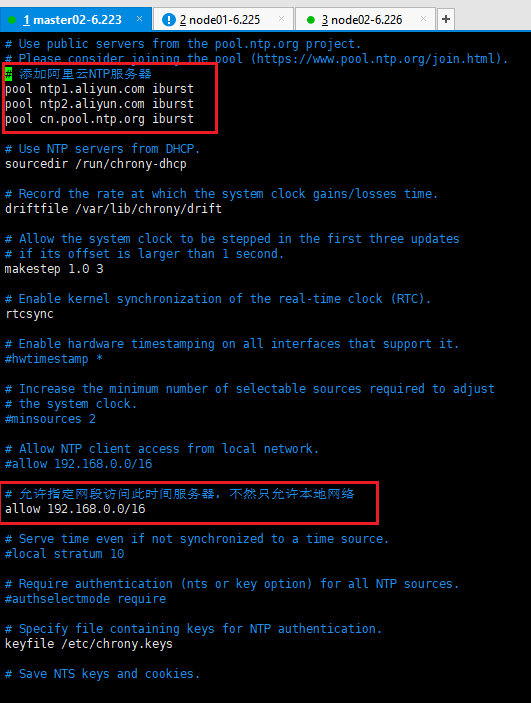 1 master02-6.223 × 2 node01-6.225 × 3 node02-6.226 × +
# Use public servers from the pool.ntp.org project.
# Please consider joining the pool (https://www.pool.ntp.org/join.html).
# 添加阿里云NTP服务器
pool ntp1.aliyun.com iburst
pool ntp2.aliyun.com iburst
pool cn.pool.ntp.org iburst
# Use NTP servers from DHCP.
sourcedir /run/chrony-dhcp
# Record the rate at which the system clock gains/losses time.
driftfile /var/lib/chrony/drift
# Allow the system clock to be stepped in the first three updates
# if its offset is larger than 1 second.
makestep 1.0 3
# Enable kernel synchronization of the real-time clock (RTC).
rtcsync
# Enable hardware timestamping on all interfaces that support it.
#hwtimestamp *
# Increase the minimum number of selectable sources required to adjust
# the system clock.
#minsources 2
# Allow NTP client access from local network.
#allow 192.168.0.0/16
# 允许指定网段访问此时间服务器，不然只允许本地网络
allow 192.168.0.0/16
# Serve time even if not synchronized to a time source.
#local stratum 10
# Require authentication (nts or key option) for all NTP sources.
#authselectmode require
# Specify file containing keys for NTP authentication.
keyfile /etc/chrony.keys
# Save NTS keys and cookies.